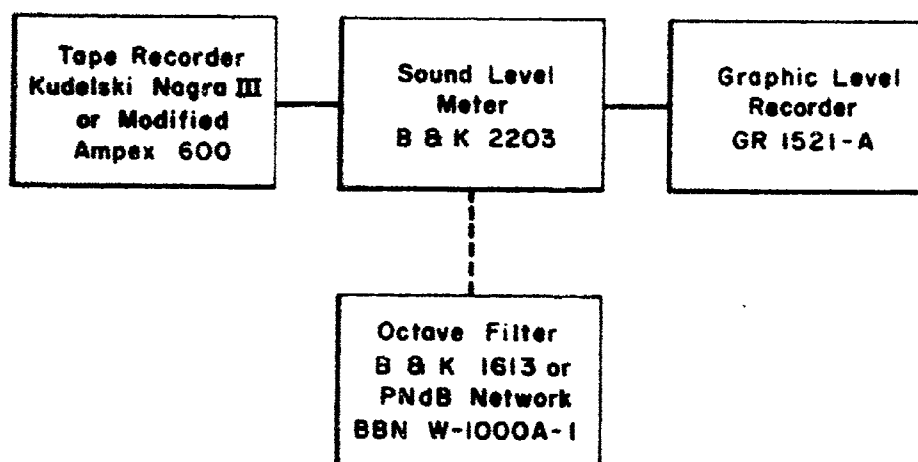 Tape Recorder
Kudelski Nagra III
or Modified
Ampex 600
Sound Level
Meter
B & K 2203
Graphic Level
Recorder
GR 1521-A
Octave Filter
B & K 1613 or
PNdB Network
BBN W-1000A-1